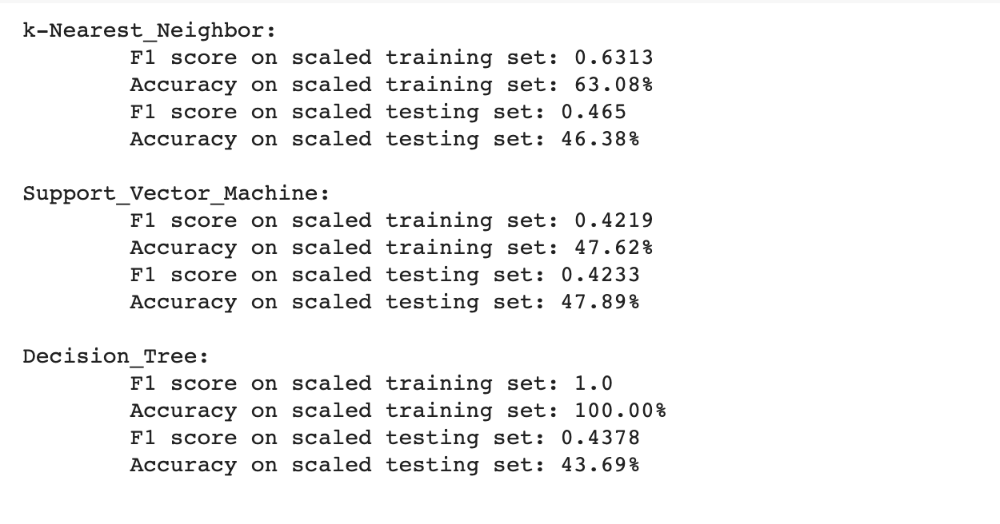 k-Nearest_Neighbor:
F1 score on scaled training set: 0.6313
Accuracy on scaled training set: 63.08%
F1 score on scaled testing set: 0.465
Accuracy on scaled testing set: 46.38%
Support_Vector_Machine:
F1 score on scaled training set: 0.4219
Accuracy on scaled training set: 47.62%
F1 score on scaled testing set: 0.4233
Accuracy on scaled testing set: 47.89%
Decision_Tree:
F1 score on scaled training set: 1.0
Accuracy on scaled training set: 100.00%
F1 score on scaled testing set: 0.4378
Accuracy on scaled testing set: 43.69%